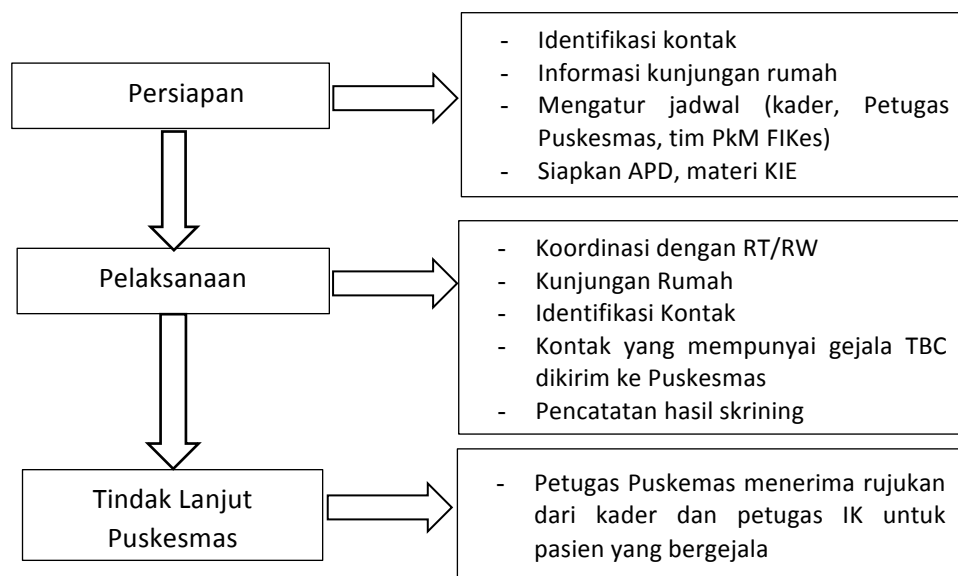 Persiapan
- Identifikasi kontak
- Informasi kunjungan rumah
- Mengatur jadwal (kader, Petugas
Puskesmas, tim PkM FIKes)
- Siapkan APD, materi KIE
Pelaksanaan
- Koordinasi dengan RT/RW
- Kunjungan Rumah
- Identifikasi Kontak
- Kontak yang mempunyai gejala TBC
dikirim ke Puskesmas
- Pencatatan hasil skrining
Tindak Lanjut
Puskesmas
- Petugas Puskemas menerima rujukan
dari kader dan petugas IK untuk
pasien yang bergejala